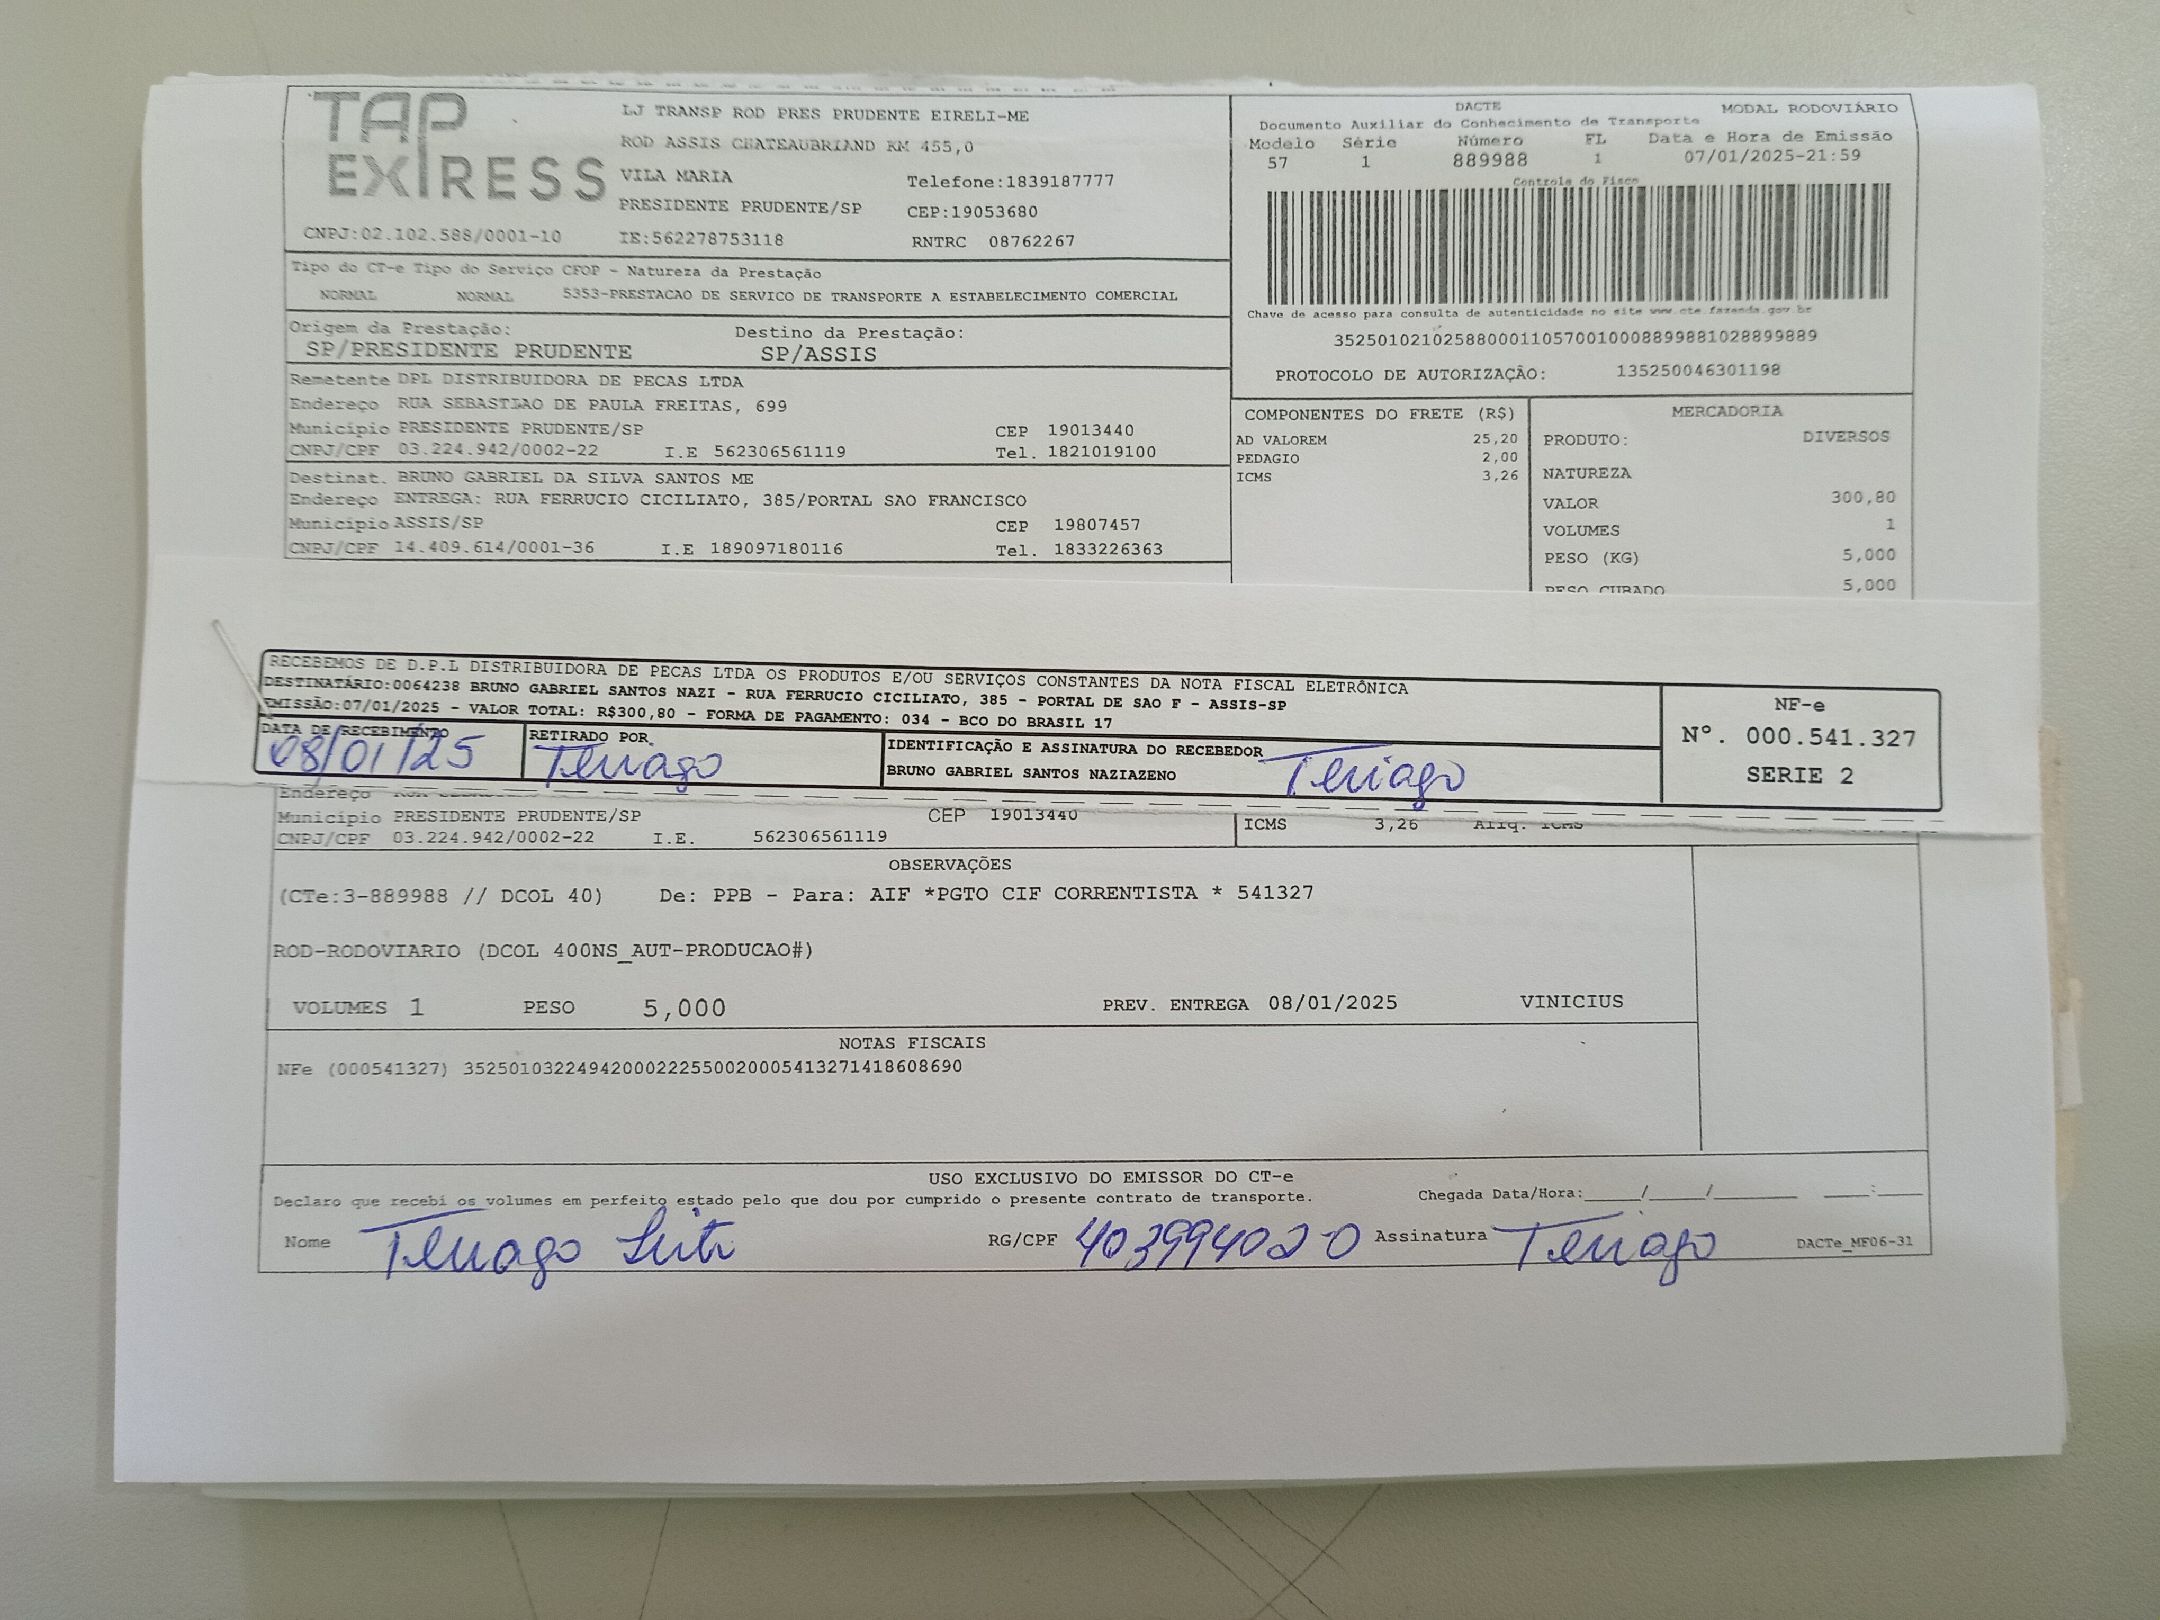 TAP EXPRESS
LJ TRANSP ROD PRES PRUDENTE EIRELI-ME
ROD ASSIS CHATEAUBRIAND KM 455,0
VILA MARIA Telefone:1839187777
PRESIDENTE PRUDENTE/SP CEP:19053680
CNPJ:02.102.588/0001-10 IE:562278753118 RNTRC 08762267
Tipo do CT-e Tipo do Serviço CFOP - Natureza da Prestação
NORMAL NORMAL 5353-PRESTACAO DE SERVICO DE TRANSPORTE A ESTABELECIMENTO COMERCIAL
Origem da Prestação: Destino da Prestação:
SP/PRESIDENTE PRUDENTE SP/ASSIS
Remetente DPL DISTRIBUIDORA DE PECAS LTDA
Endereço RUA SEBASTIAO DE PAULA FREITAS, 699
Município PRESIDENTE PRUDENTE/SP CEP 19013440
CNPJ/CPF 03.224.942/0002-22 I.E 562306561119 Tel. 1821019100
Destinat. BRUNO GABRIEL DA SILVA SANTOS ME
Endereço ENTREGA: RUA FERRUCIO CICILIATO, 385/PORTAL SAO FRANCISCO
Município ASSIS/SP CEP 19807457
CNPJ/CPF 14.409.614/0001-36 I.E 189097180116 Tel. 1833226363
DACTE MODAL RODOVIÁRIO
Documento Auxiliar do Conhecimento de Transporte
Modelo Série Número FL Data e Hora de Emissão
57 1 889988 1 07/01/2025-21:59
Controle do Fisco
Chave de acesso para consulta de autenticidade no site www.cte.fazenda.gov.br
35250102102588000110570010008899881028899889
PROTOCOLO DE AUTORIZAÇÃO: 135250046301198
COMPONENTES DO FRETE (R$)
AD VALOREM 25,20
PEDAGIO 2,00
ICMS 3,26
MERCADORIA
PRODUTO: DIVERSOS
NATUREZA
VALOR 300,80
VOLUMES 1
PESO (KG) 5,000
PESO CUBADO 5,000
RECEBEMOS DE D.P.L DISTRIBUIDORA DE PECAS LTDA OS PRODUTOS E/OU SERVIÇOS CONSTANTES DA NOTA FISCAL ELETRÔNICA
DESTINATÁRIO:0064238 BRUNO GABRIEL SANTOS NAZI - RUA FERRUCIO CICILIATO, 385 - PORTAL DE SAO F - ASSIS-SP
EMISSÃO:07/01/2025 - VALOR TOTAL: R$300,80 - FORMA DE PAGAMENTO: 034 - BCO DO BRASIL 17
DATA DE RECEBIMENTO RETIRADO POR IDENTIFICAÇÃO E ASSINATURA DO RECEBEDOR
08/01/25 BRUNO GABRIEL SANTOS NAZIAZENO
NF-e
Nº. 000.541.327
SERIE 2
Endereço
Município PRESIDENTE PRUDENTE/SP CEP 19013440
CNPJ/CPF 03.224.942/0002-22 I.E. 562306561119
ICMS 3,26 Aliq. ICMS
OBSERVAÇÕES
(CTe:3-889988 // DCOL 40) De: PPB - Para: AIF *PGTO CIF CORRENTISTA * 541327
ROD-RODOVIARIO (DCOL 400NS_AUT-PRODUCAO#)
VOLUMES 1 PESO 5,000 PREV. ENTREGA 08/01/2025 VINICIUS
NOTAS FISCAIS
NFe (000541327) 35250103224942000222550020005413271418608690
USO EXCLUSIVO DO EMISSOR DO CT-e
Declaro que recebi os volumes em perfeito estado pelo que dou por cumprido o presente contrato de transporte. Chegada Data/Hora:____/____/______ ___:___
Nome RG/CPF 403994020 Assinatura DACTe_MF06-31